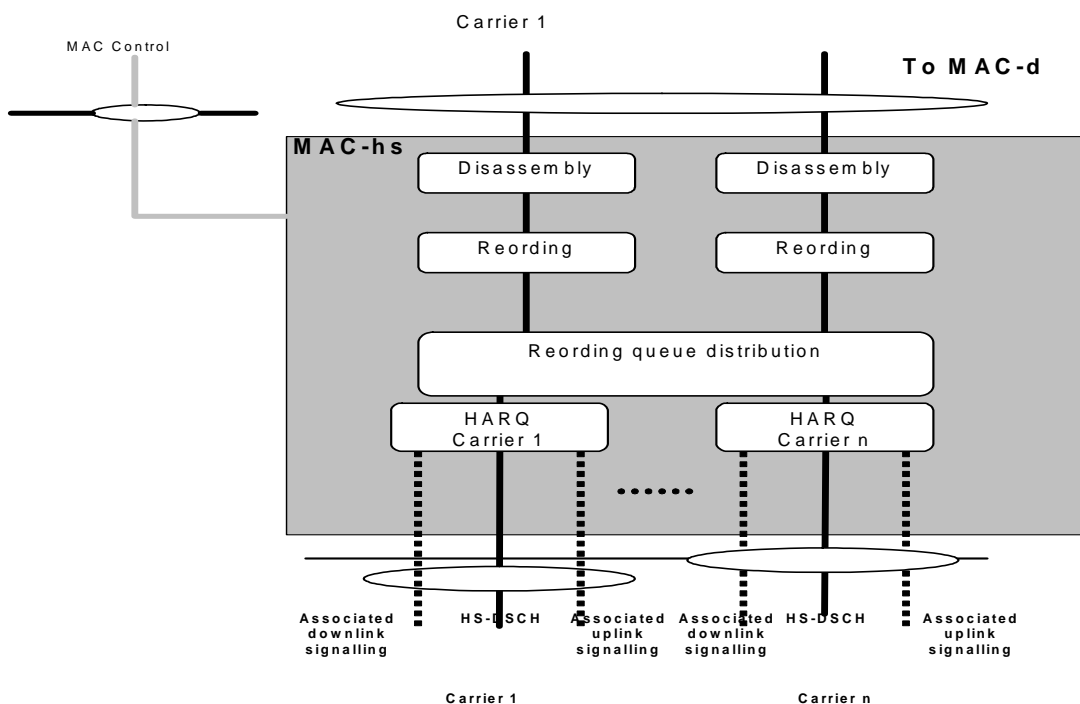 Carrier 1
MAC Control
To MAC-d
MAC-hs
Disassembly
Disassembly
Reording
Reording
Reording queue distribution
HARQ
Carrier 1
HARQ
Carrier n
Associated
downlink
signalling
HS-DSCH
Associated
uplink
signalling
Associated
downlink
signalling
HS-DSCH
Associated
uplink
signalling
Carrier 1
Carrier n